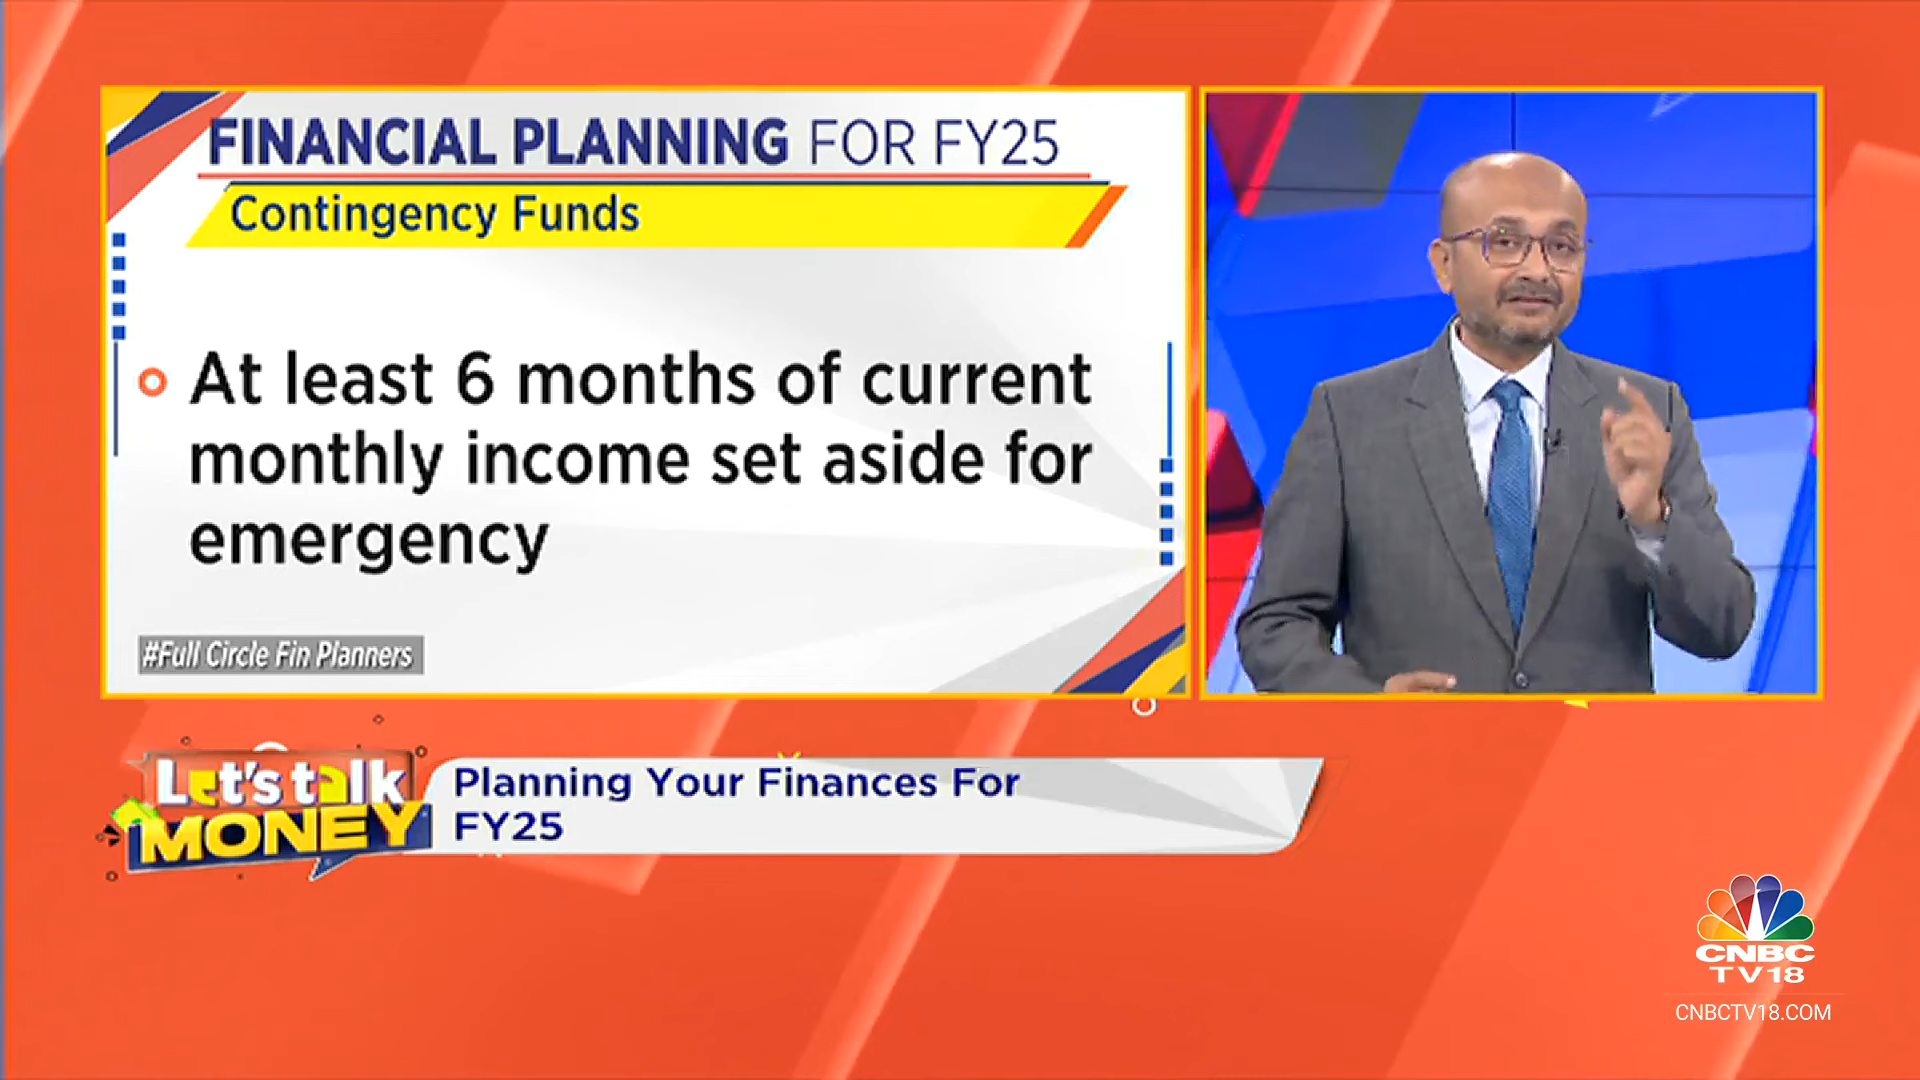 FINANCIAL PLANNING FOR FY25
Contingency Funds
At least 6 months of current
monthly income set aside for
emergency
#Full Circle Fin Planners
Let's talk
MONEY
Planning Your Finances For
FY25
CNBC
TV18
CNBCTV18.COM